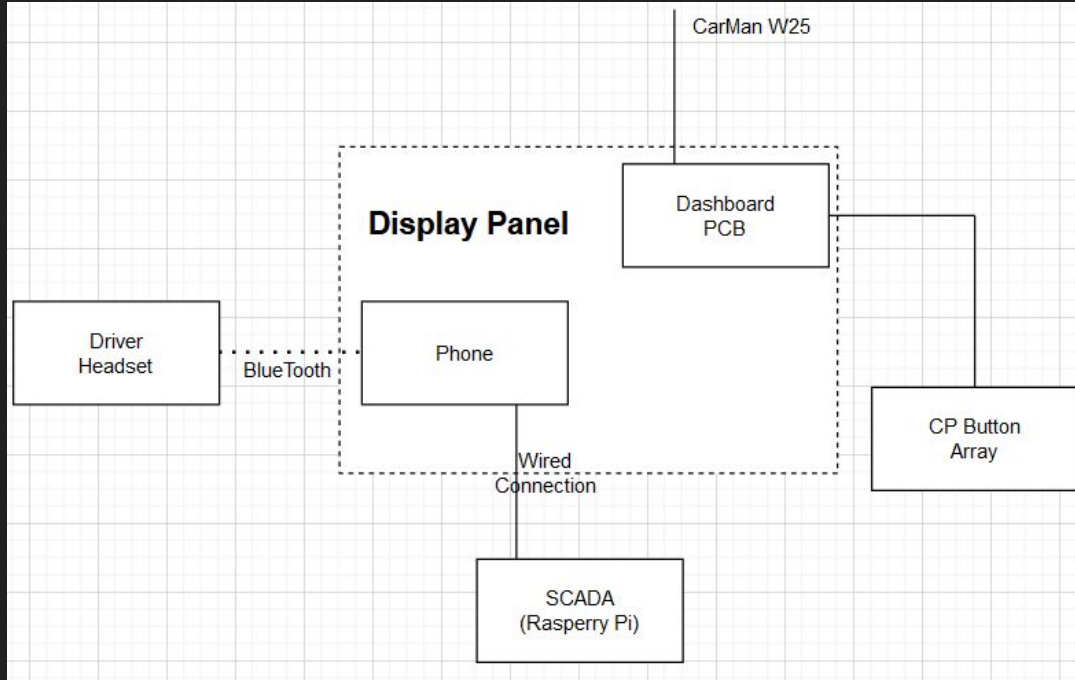 CarMan W25
Dashboard
PCB
Display Panel
Driver
Headset
BlueTooth
Phone
CP Button
Array
Wired
Connection
SCADA
(Rasperry Pi)